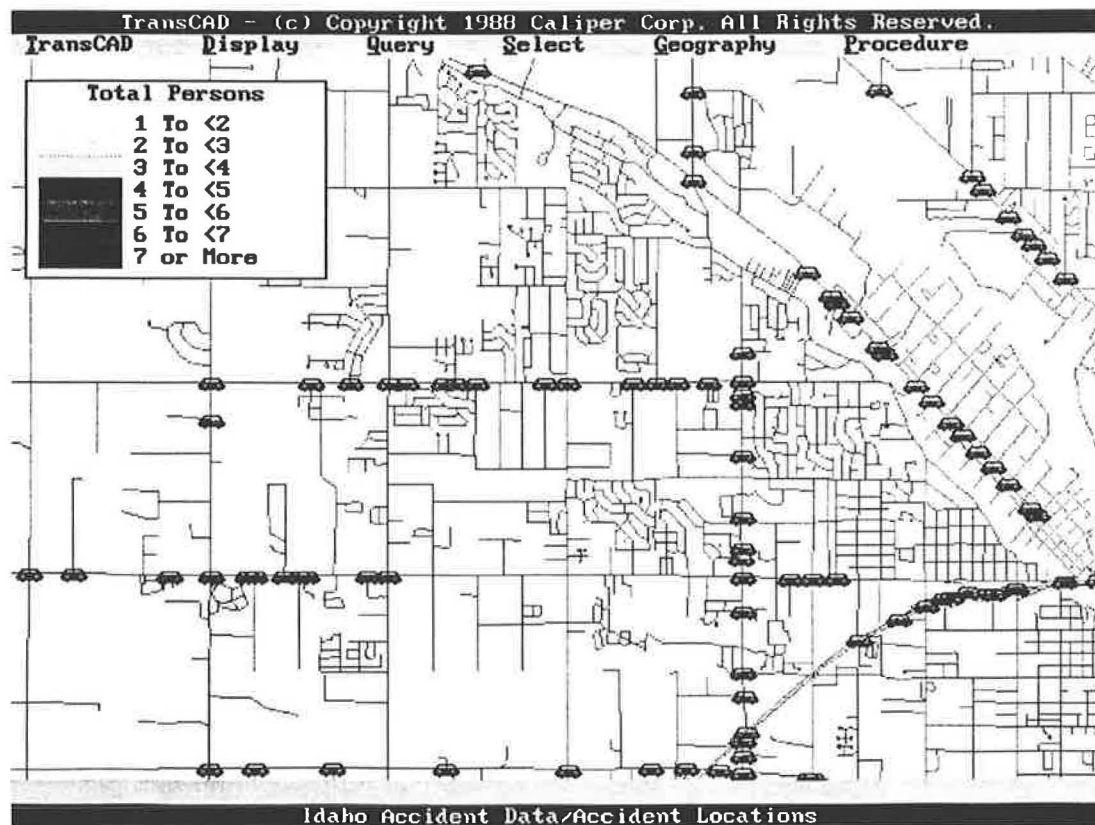 TransCAD - (c) Copyright 1988 Caliper Corp. All Rights Reserved.
TransCAD Display Query Select Geography Procedure
Total Persons
1 To <2
2 To <3
3 To <4
4 To <5
5 To <6
6 To <7
7 or More
Idaho Accident Data/Accident Locations